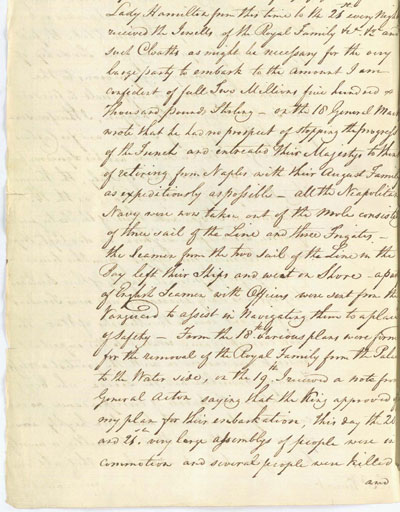 Lady Hamilton from this time to the 21st every Night
received the Jewells of the Royal Family &c. &c. and
such Cloaths as might be necessary for the very
large party to embark to the amount I am
confident of full Two Millions five hundred
Thousand pounds Sterling - on the 18 General Mack
wrote that he had no prospect of stopping the progress
of the French and entreated Their Majestys to think
of retiring from Naples with their August Family
as expeditiously as possible - all the Neapolitan
Navy were now taken out of the Mole consisting
of three sail of the Line and three Frigates -
the Seamen from the two sail of the Line in the
Bay left their Ships and went on Shore - a party
of English Seamen with Officers were sent from the
Vanguard to assist in Navigating them to a place
of safety - From the 18th various plans were formed
for the removal of the Royal Family from the Palace
to the Water side, on the 19th I received a note from
General Acton saying that the King approved of
my plan for their embarkation, this day the 20
and 21st very large assemblys of people were in
commotion and several people were killed
and